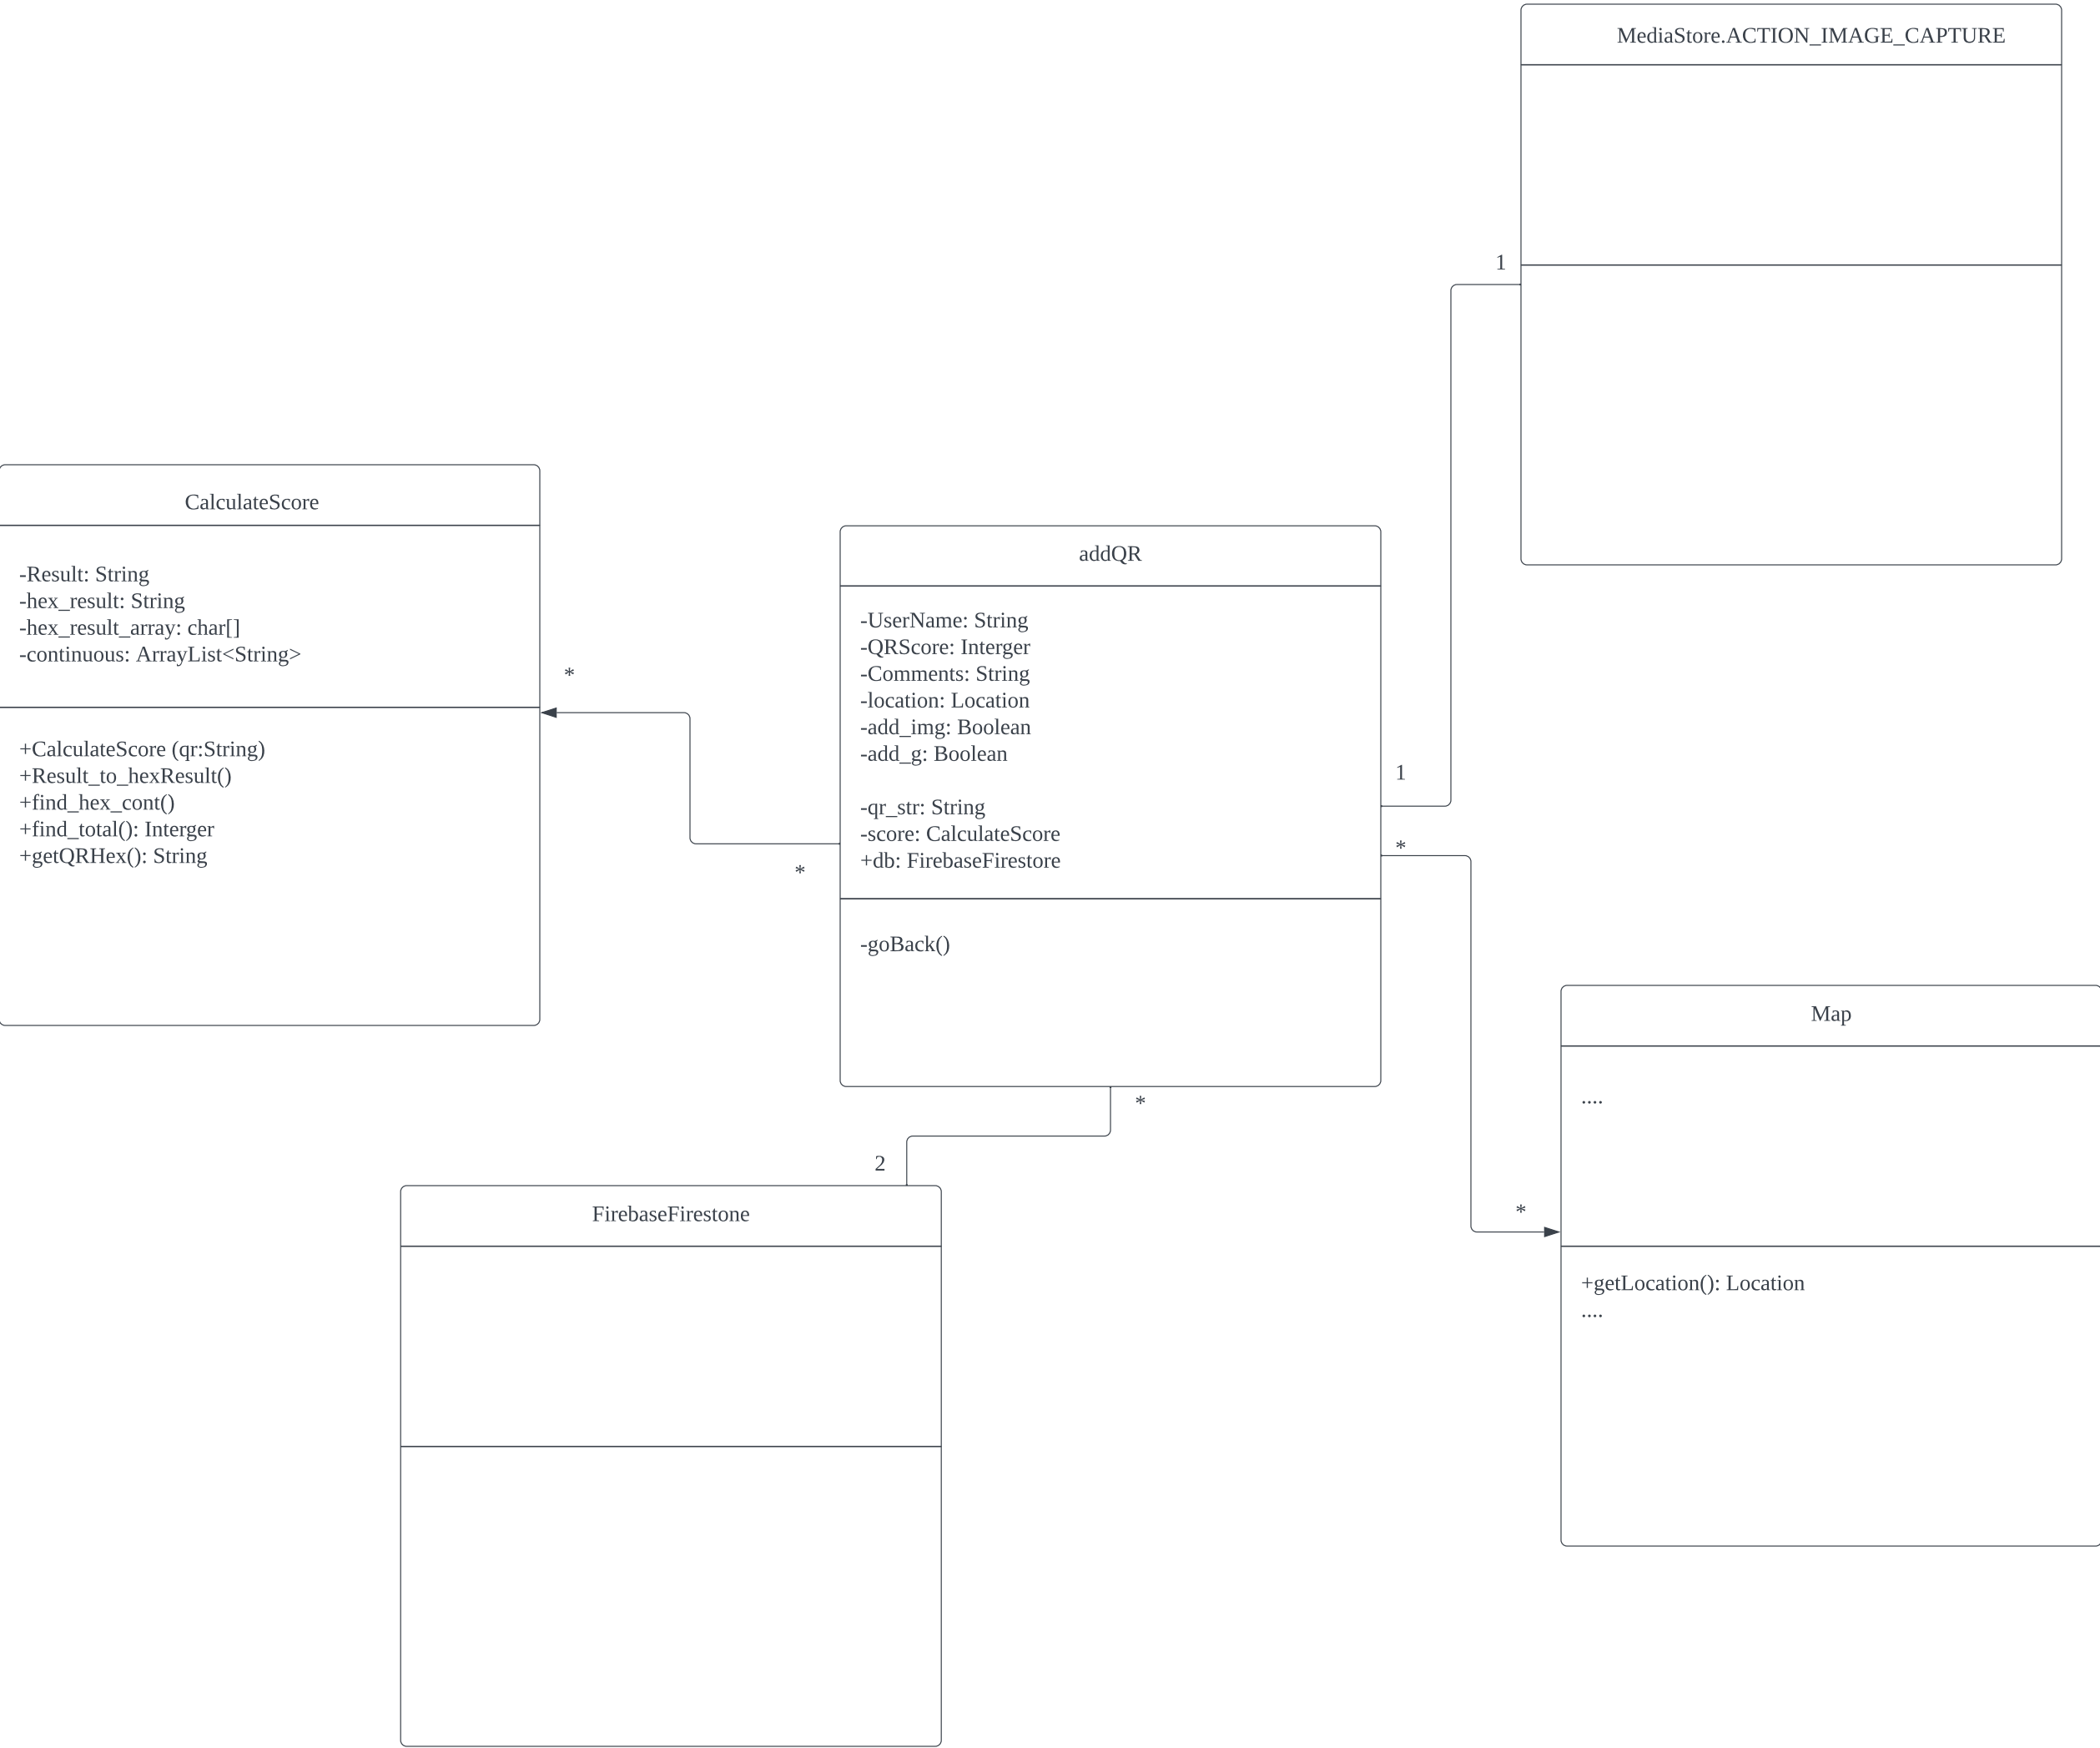 MediaStore.ACTION_IMAGE_CAPTURE
1
CalculateScore
-Result: String
-hex_result: String
-hex_result_array: char[]
-continuous: ArrayList<String>
+CalculateScore (qr:String)
+Result_to_hexResult()
+find_hex_cont()
+find_total(): Interger
+getQRHex(): String
*
*
addQR
-UserName: String
-QRScore: Interger
-Comments: String
-location: Location
-add_img: Boolean
-add_g: Boolean
-qr_str: String
-score: CalculateScore
+db: FirebaseFirestore
-goBack()
1
*
*
2
FirebaseFirestone
*
Map
....
+getLocation(): Location
....